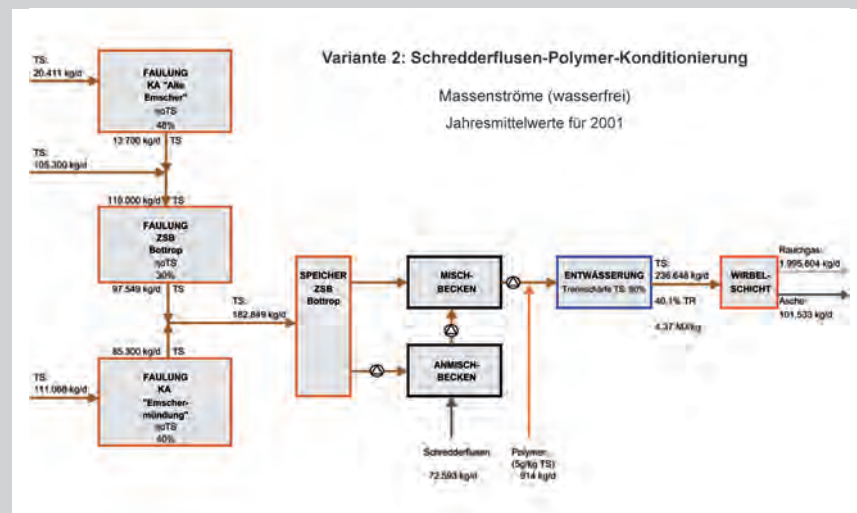 Variante 2: Schredderflusen-Polymer-Konditionierung
Massenströme (wasserfrei)
Jahresmittelwerte für 2001
TS:
20.411 kg/d
FAULUNG
KA "Alte
Emscher"
ηoTS
48%
13.700 kg/d TS
TS:
105.300 kg/d
119.000 kg/d TS
FAULUNG
ZSB
Bottrop
ηoTS
30%
97.549 kg/d TS
TS:
182.849 kg/d
85.300 kg/d TS
TS:
FAULUNG
KA
"Emscher-
mündung"
ηoTS
40%
SPEICHER
ZSB
Bottrop
MISCH-
BECKEN
ANMISCH-
BECKEN
Schredderflusen:
72.593 kg/d
Polymer:
(5g/kg TS)
914 kg/d
ENTWÄSSERUNG
Trennschärfe TS: 90%
TS:
236.648 kg/d
40,1% TR
4,37 MJ/kg
WIRBEL-
SCHICHT
Rauchgas:
1.995.604 kg/d
Asche:
101.533 kg/d